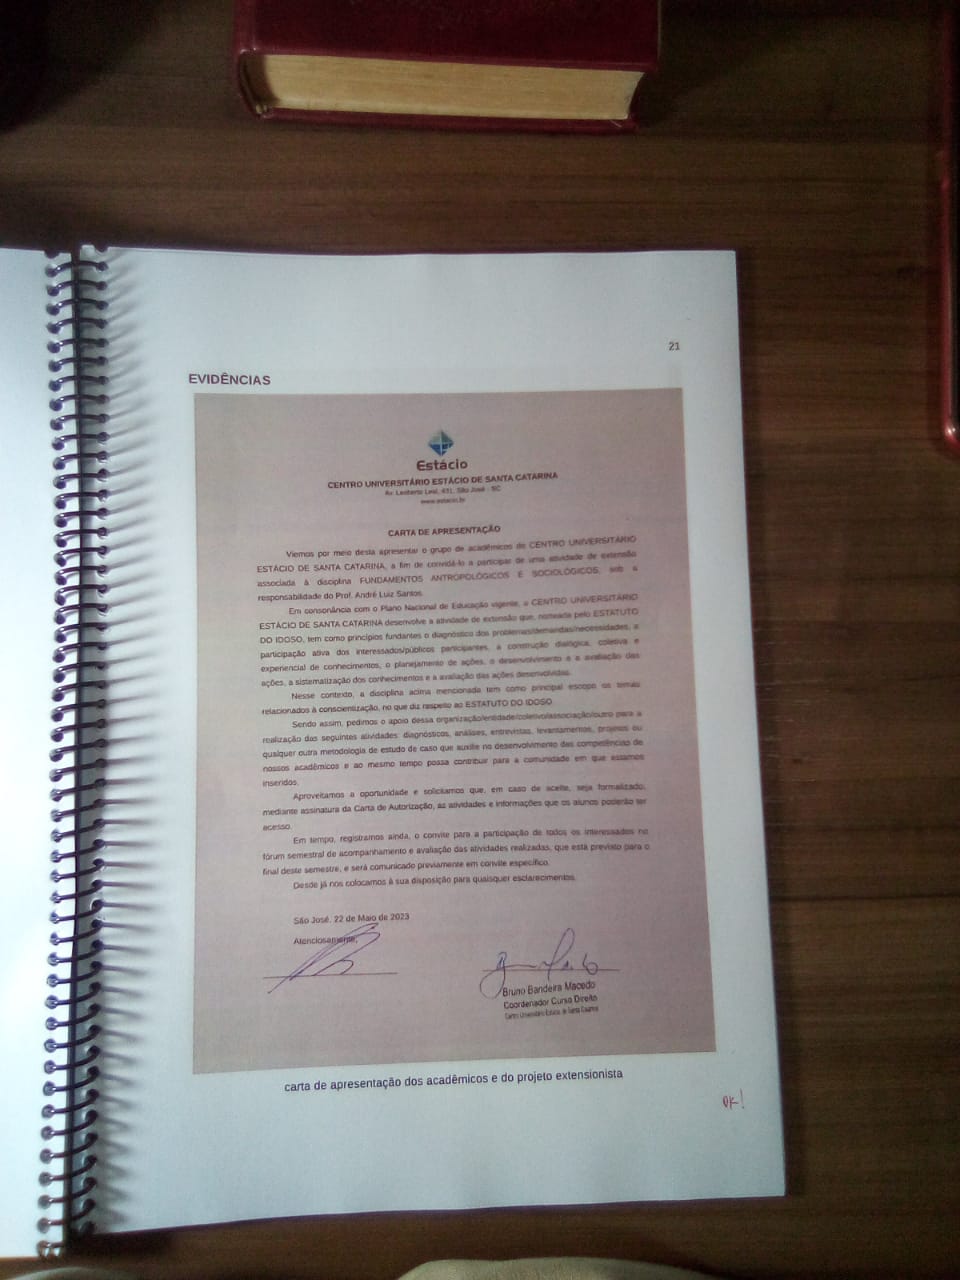 21
EVIDÊNCIAS
Estácio
CENTRO UNIVERSITÁRIO ESTÁCIO DE SANTA CATARINA
Av. Leoberto Leal, 431, São José - SC
www.estacio.br
CARTA DE APRESENTAÇÃO
Viemos por meio desta apresentar o grupo de acadêmicos do CENTRO UNIVERSITÁRIO
ESTÁCIO DE SANTA CATARINA, a fim de convidá-lo a participar de uma atividade de extensão
associada à disciplina FUNDAMENTOS ANTROPOLÓGICOS E SOCIOLÓGICOS, sob a
responsabilidade do Prof. André Luiz Santos.
Em consonância com o Plano Nacional de Educação vigente, o CENTRO UNIVERSITÁRIO
ESTÁCIO DE SANTA CATARINA desenvolve a atividade de extensão que, norteada pelo ESTATUTO
DO IDOSO, tem como princípios fundantes o diagnóstico dos problemas/demandas/necessidades, a
participação ativa dos interessados/públicos participantes, a construção dialógica, coletiva e
experiencial de conhecimentos, o planejamento de ações, o desenvolvimento e a avaliação das
ações, a sistematização dos conhecimentos e a avaliação das ações desenvolvidas.
Nesse contexto, a disciplina acima mencionada tem como principal escopo os temas
relacionados à conscientização, no que diz respeito ao ESTATUTO DO IDOSO
Sendo assim, pedimos o apoio dessa organização/entidade/coletivo/associação/outro para a
realização das seguintes atividades: diagnósticos, análises, entrevistas, levantamentos, projetos ou
qualquer outra metodologia de estudo de caso que auxilie no desenvolvimento das competências de
nossos acadêmicos e ao mesmo tempo possa contribuir para a comunidade em que estamos
inseridos.
Aproveitamos a oportunidade e solicitamos que, em caso de aceite, seja formalizado,
mediante assinatura da Carta de Autorização, as atividades e informações que os alunos poderão ter
acesso.
Em tempo, registramos ainda, o convite para a participação de todos os interessados no
fórum semestral de acompanhamento e avaliação das atividades realizadas, que está previsto para o
final deste semestre, e será comunicado previamente em convite específico.
Desde já nos colocamos à sua disposição para quaisquer esclarecimentos.
São José, 22 de Maio de 2023
Atenciosamente,
Bruno Bandeira Macedo
Coordenador Curso Direito
Centro Universitário Estácio de Santa Catarina
carta de apresentação dos acadêmicos e do projeto extensionista
OK!